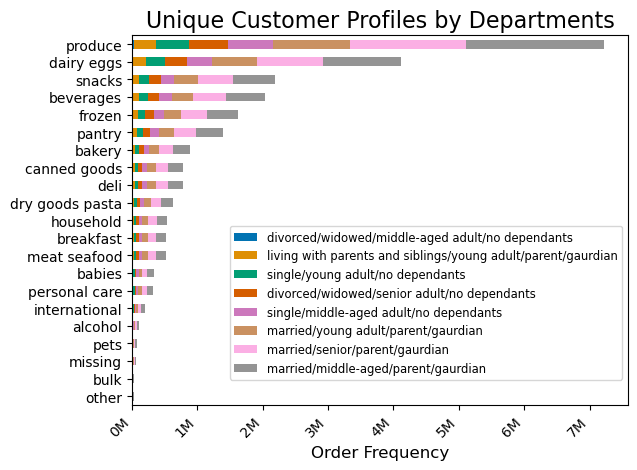 Unique Customer Profiles by Departments
produce
dairy eggs
snacks
beverages
frozen
pantry
bakery
canned goods
deli
dry goods pasta
household
breakfast
meat seafood
babies
personal care
international
alcohol
pets
missing
bulk
other
divorced/widowed/middle-aged adult/no dependants
living with parents and siblings/young adult/parent/gaurdian
single/young adult/no dependants
divorced/widowed/senior adult/no dependants
single/middle-aged adult/no dependants
married/young adult/parent/gaurdian
married/senior/parent/gaurdian
married/middle-aged/parent/gaurdian
0M 1M 2M 3M 4M 5M 6M 7M
Order Frequency